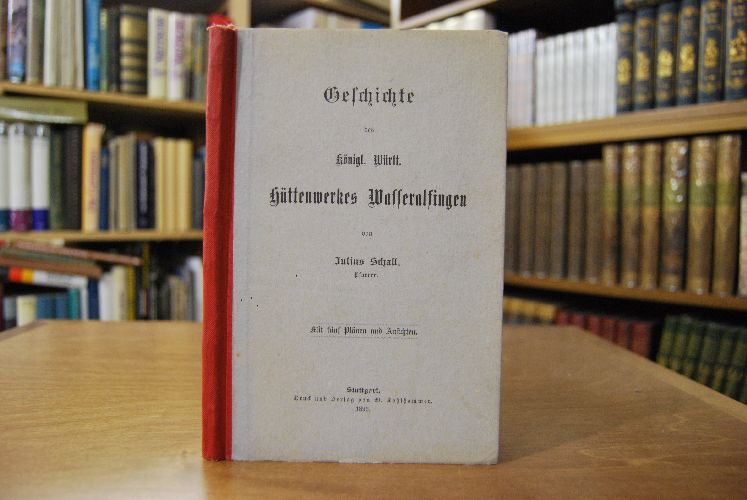 Geschichte
des
Königl. Württ.
Hüttenwerkes Wasseralfingen
von
Julius Schall,
Pfarrer.
Mit fünf Plänen und Ansichten.
Stuttgart.
Druck und Verlag von W. Kohlhammer.